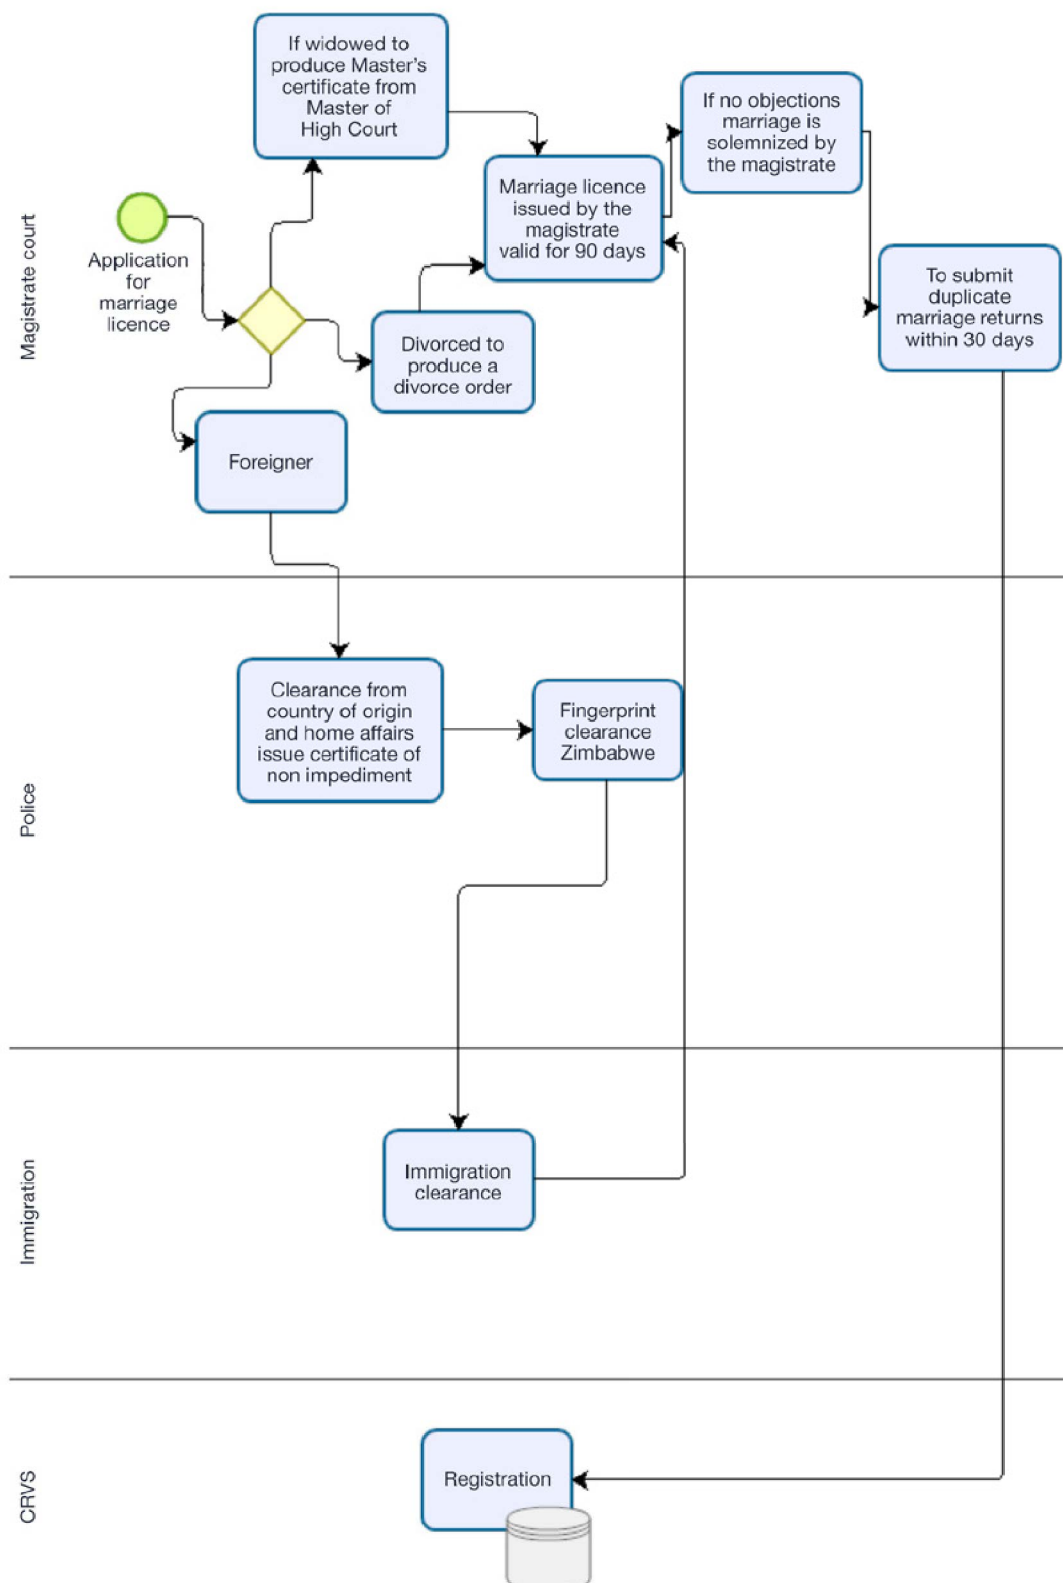 Magistrate court
Application
for
marriage
licence
If widowed to
produce Master's
certificate from
Master of
High Court
Divorced to
produce a
divorce order
Foreigner
Marriage licence
issued by the
magistrate
valid for 90 days
If no objections
marriage is
solemnized by
the magistrate
To submit
duplicate
marriage returns
within 30 days
Police
Clearance from
country of origin
and home affairs
issue certificate of
non impediment
Fingerprint
clearance
Zimbabwe
Immigration
Immigration
clearance
CRVS
Registration